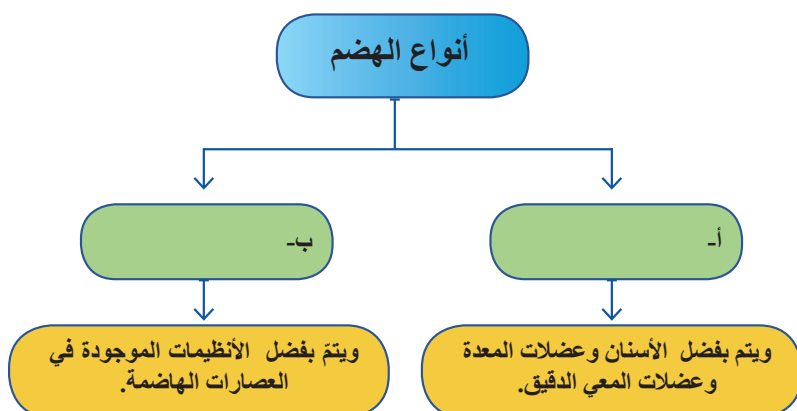 أنواع الهضم
أ-
ب-
ويتم بفضل الأسنان وعضلات المعدة
وعضلات المعي الدقيق.
ويتمّ بفضل الأنظيمات الموجودة في
العصارات الهاضمة.